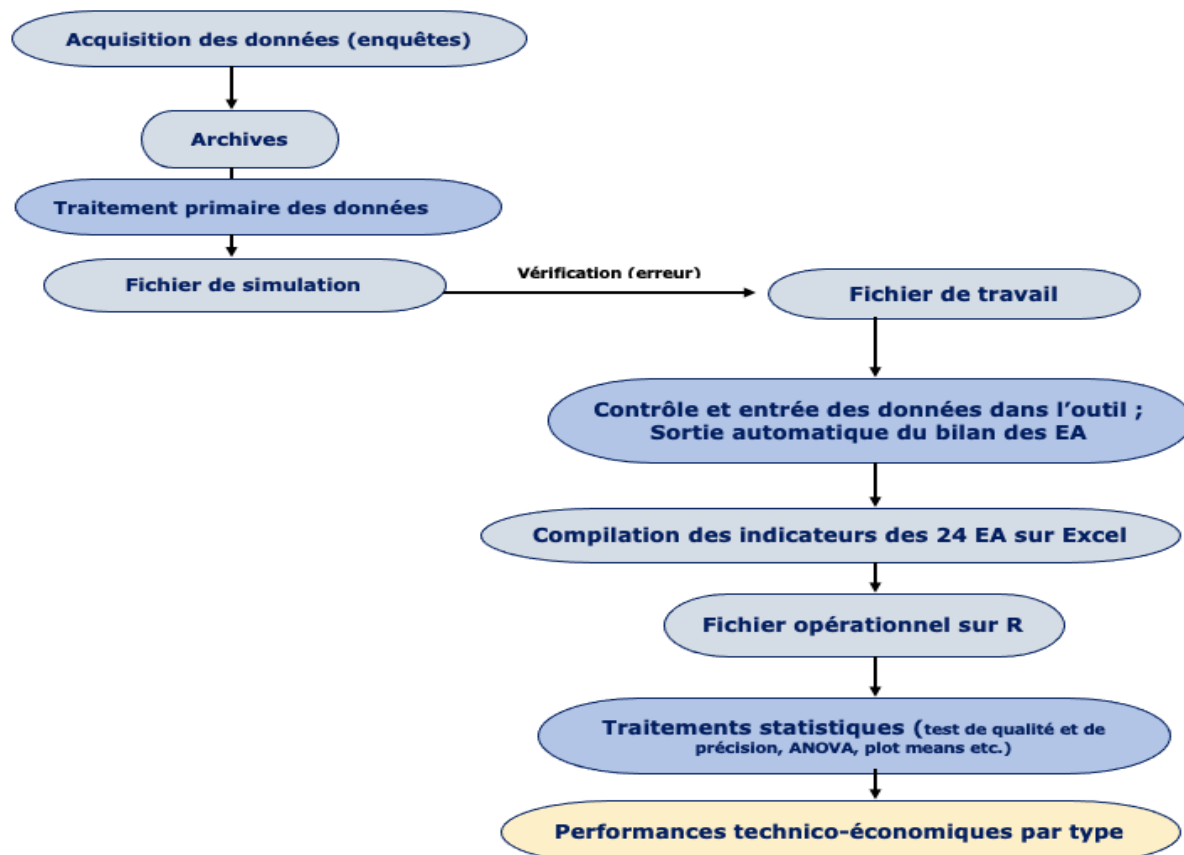 Acquisition des données (enquêtes)
Archives
Traitement primaire des données
Fichier de simulation
Vérification (erreur)
Fichier de travail
Contrôle et entrée des données dans l’outil ;
Sortie automatique du bilan des EA
Compilation des indicateurs des 24 EA sur Excel
Fichier opérationnel sur R
Traitements statistiques (test de qualité et de
précision, ANOVA, plot means etc.)
Performances technico-économiques par type